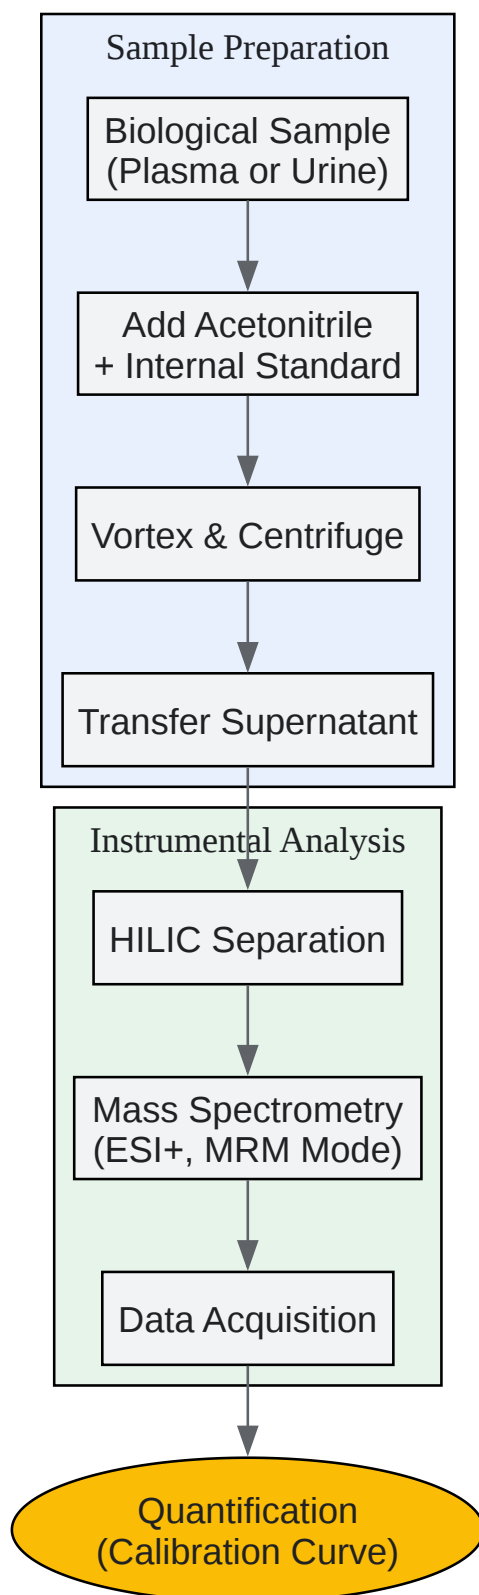 Sample Preparation
Biological Sample
(Plasma or Urine)
Add Acetonitrile
+ Internal Standard
Vortex & Centrifuge
Transfer Supernatant
Instrumental Analysis
HILIC Separation
Mass Spectrometry
(ESI+, MRM Mode)
Data Acquisition
Quantification
(Calibration Curve)